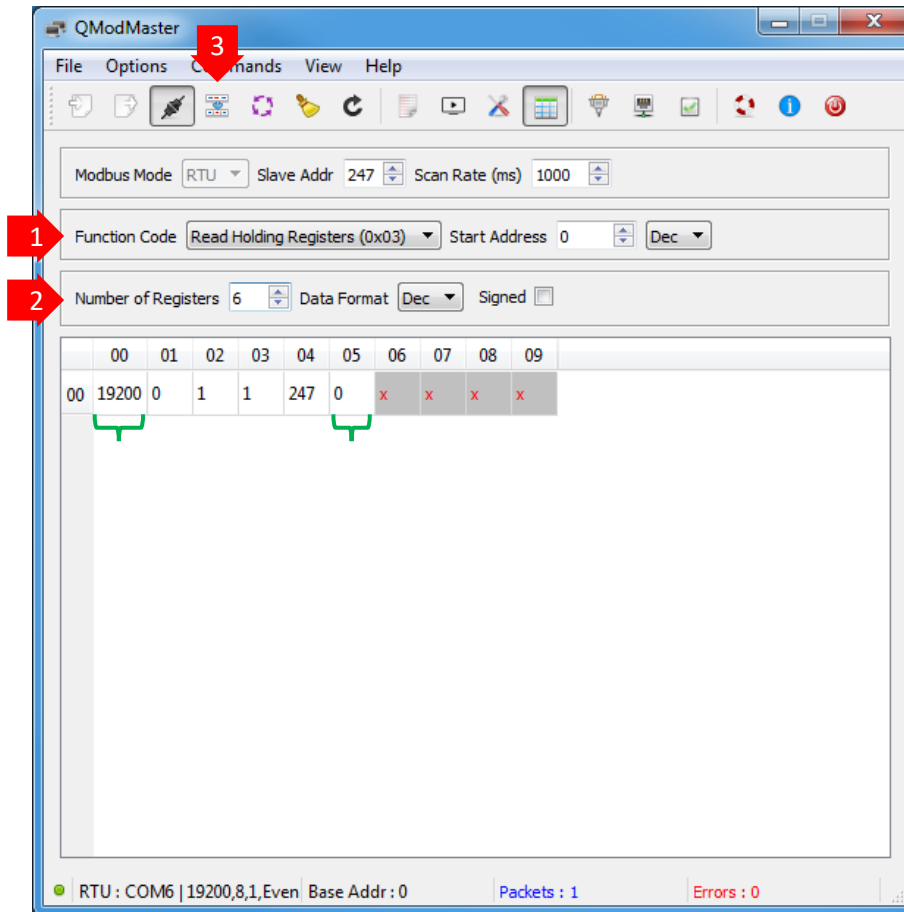 QModMaster
3
File Options Commands View Help
Modbus Mode RTU Slave Addr 247 Scan Rate (ms) 1000
1 Function Code Read Holding Registers (0x03) Start Address 0 Dec
2 Number of Registers 6 Data Format Dec Signed
00 01 02 03 04 05 06 07 08 09
00 19200 0 1 1 247 0 x x x x
RTU : COM6 | 19200,8,1,Even Base Addr : 0 Packets : 1 Errors : 0